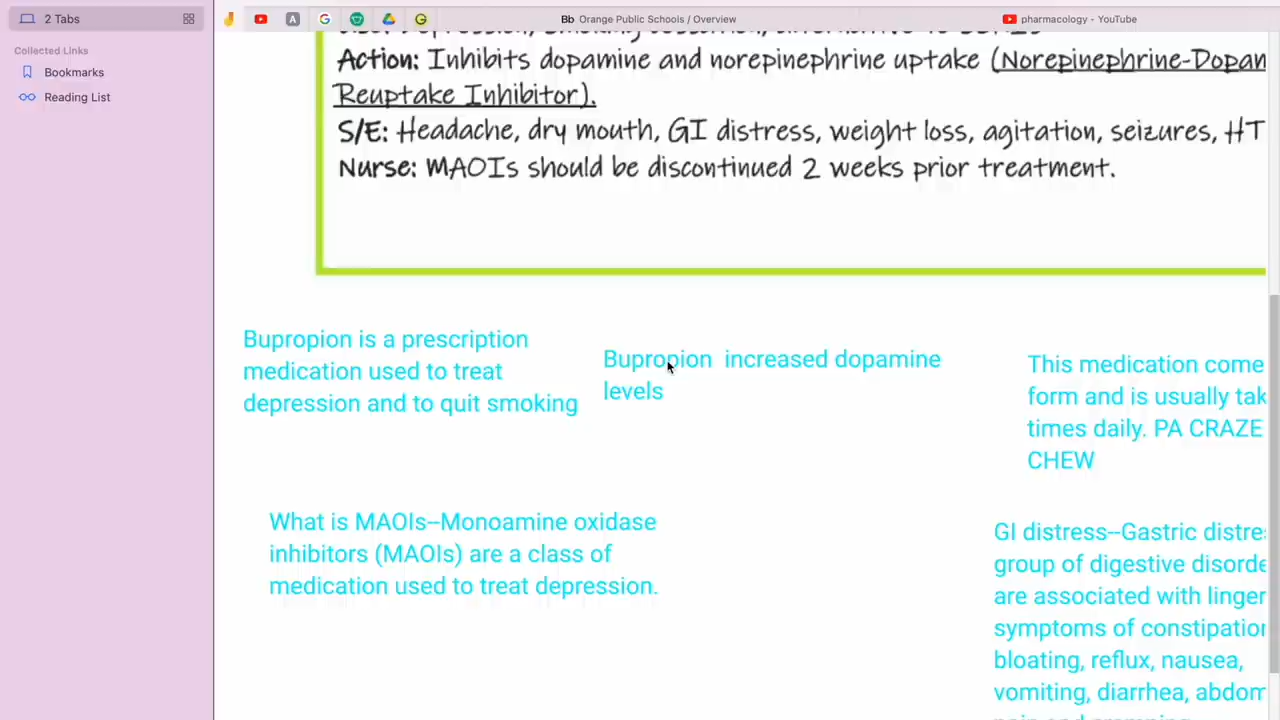 2 Tabs
Collected Links
Bookmarks
Reading List
A
G
Bb Orange Public Schools / Overview
pharmacology - YouTube
Action: Inhibits dopamine and norepinephrine uptake (Norepinephrine-Dopan
Reuptake Inhibitor).
S/E: Headache, dry mouth, GI distress, weight loss, agitation, seizures, HT
Nurse: MAOIs should be discontinued 2 weeks prior treatment.
Bupropion is a prescription
medication used to treat
depression and to quit smoking
Bupropion increased dopamine
levels
This medication come
form and is usually tak
times daily. PA CRAZE
CHEW
What is MAOIs--Monoamine oxidase
inhibitors (MAOIs) are a class of
medication used to treat depression.
GI distress--Gastric distre
group of digestive disorde
are associated with linger
symptoms of constipation
bloating, reflux, nausea,
vomiting, diarrhea, abdom